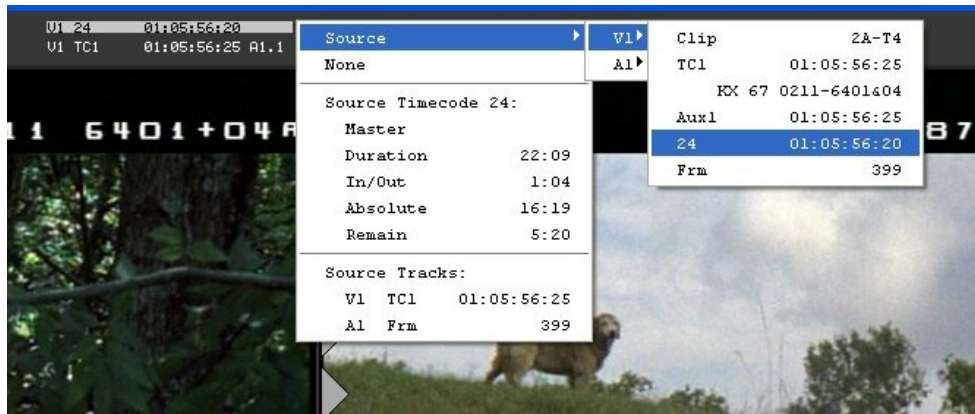 V1 24 01:05:56:20
V1 TC1 01:05:56:25 A1.1
Source
None
Source Timecode 24:
Master
Duration 22:09
In/Out 1:04
Absolute 16:19
Remain 5:20
Source Tracks:
V1 TC1 01:05:56:25
A1 Frm 399
V1
A1
Clip 2A-T4
TC1 01:05:56:25
KX 67 0211-6401&04
Aux1 01:05:56:25
24 01:05:56:20
Frm 399
11 6401+04A
87